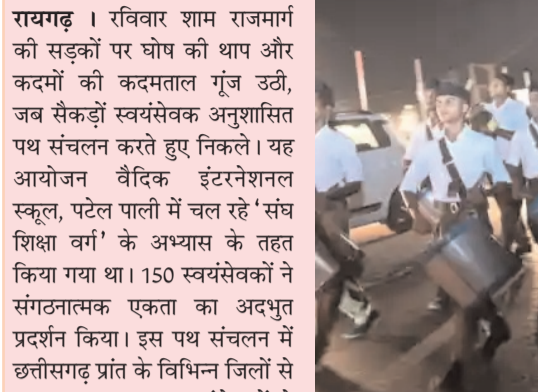 रायगढ़ । रविवार शाम राजमार्ग
की सड़कों पर घोष की थाप और
कदमों की कदमताल गूंज उठी,
जब सैकड़ों स्वयंसेवक अनुशासित
पथ संचलन करते हुए निकले। यह
आयोजन वैदिक इंटरनेशनल
स्कूल, पटेल पाली में चल रहे ‘संघ
शिक्षा वर्ग’ के अभ्यास के तहत
किया गया था। 150 स्वयंसेवकों ने
संगठनात्मक एकता का अदभुत
प्रदर्शन किया। इस पथ संचलन में
छत्तीसगढ़ प्रांत के विभिन्न जिलों से